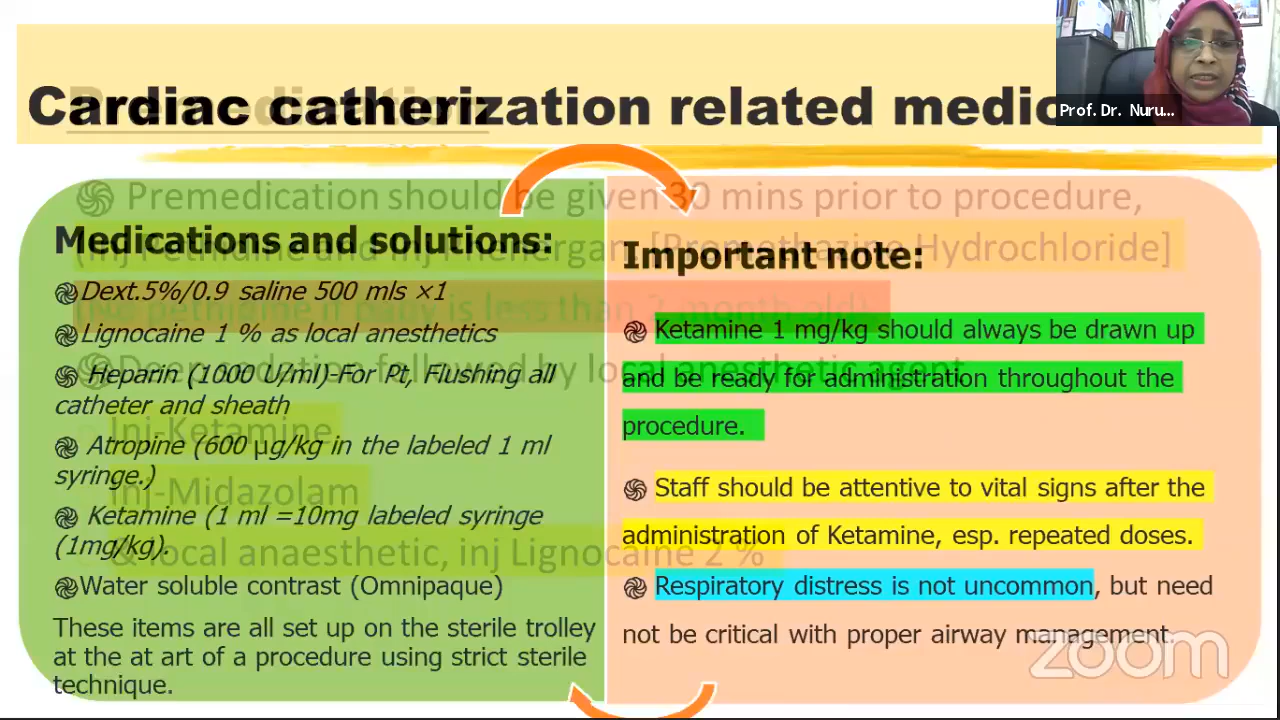 Cardiac catherization related medic
Prof. Dr. Nuru...
Premedication
Premedication should be given 30 mins prior to procedure,
(Inj Pethidine and Inj Phenergan [Promethazine Hydrochloride]
(No pethidine if baby is less than month old)
Deep sedation followed by local anesthetic agent
Inj-Ketamine
Inj-Midazolam
& local anaesthetic, inj Lignocaine 2 %
Medications and solutions:
Dext.5%/0.9 saline 500 mls ×1
Lignocaine 1 % as local anesthetics
Heparin (1000 U/ml)-For Pt, Flushing all
catheter and sheath
Atropine (600 µg/kg in the labeled 1 ml
syringe.)
Ketamine (1 ml =10mg labeled syringe
(1mg/kg).
Water soluble contrast (Omnipaque)
These items are all set up on the sterile trolley
at the at art of a procedure using strict sterile
technique.
Important note:
Ketamine 1 mg/kg should always be drawn up
and be ready for administration throughout the
procedure.
Staff should be attentive to vital signs after the
administration of Ketamine, esp. repeated doses.
Respiratory distress is not uncommon, but need
not be critical with proper airway management.
zoom